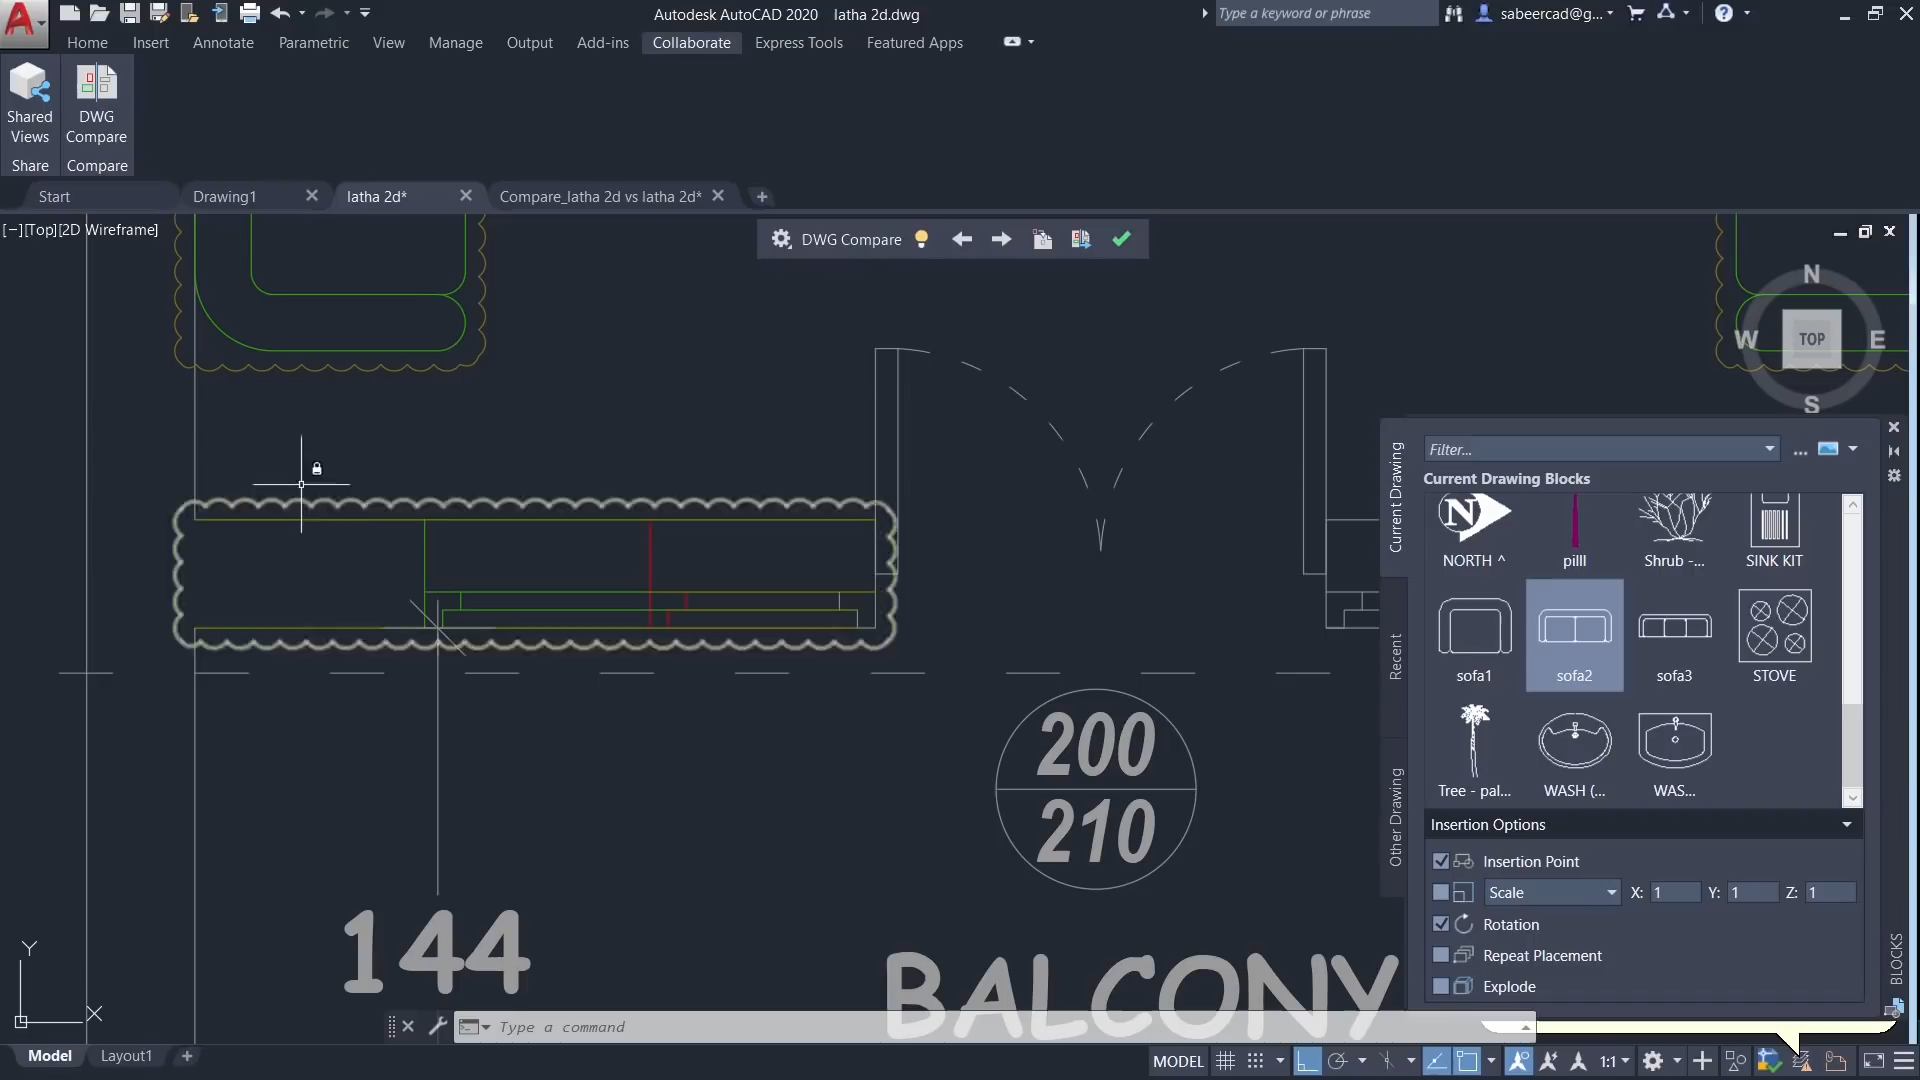 Autodesk AutoCAD 2020 latha 2d.dwg
Type a keyword or phrase
sabeercad@g...
Home Insert Annotate Parametric View Manage Output Add-ins Collaborate Express Tools Featured Apps
Shared Views
DWG Compare
Share Compare
Start Drawing1 latha 2d* Compare_latha 2d vs latha 2d*
[−][Top][2D Wireframe]
DWG Compare
N
W TOP E
S
Current Drawing
Recent
Other Drawing
Filter...
Current Drawing Blocks
N
NORTH ^ pilll Shrub -... SINK KIT
sofa1 sofa2 sofa3 STOVE
Tree - pal... WASH (... WAS...
Insertion Options
Insertion Point
Scale X: 1 Y: 1 Z: 1
Rotation
Repeat Placement
Explode
BLOCKS
200
210
144
BALCONY
Y
X
Type a command
Model Layout1
MODEL 1:1